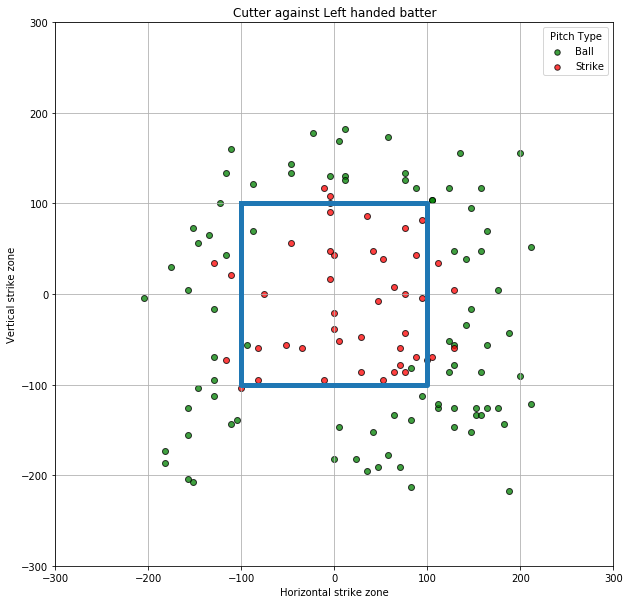 Cutter against Left handed batter
300
200
100
0
−100
−200
−300
Vertical strike zone
Pitch Type
Ball
Strike
−300 −200 −100 0 100 200 300
Horizontal strike zone